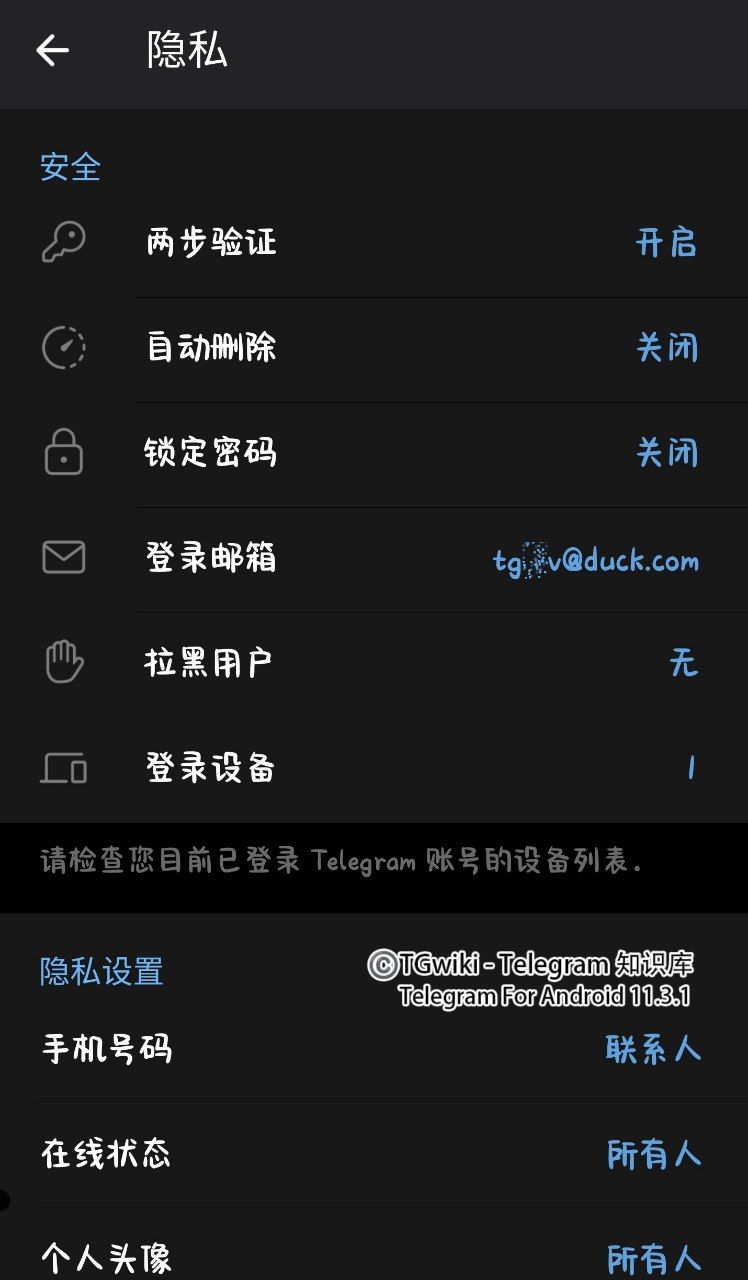 隐私
安全
两步验证 开启
自动删除 关闭
锁定密码 关闭
登录邮箱 tg v@duck.com
拉黑用户 无
登录设备 1
请检查您目前已登录 Telegram 账号的设备列表。
隐私设置
©TGwiki - Telegram 知识库
Telegram For Android 11.3.1
手机号码 联系人
在线状态 所有人
个人头像 所有人